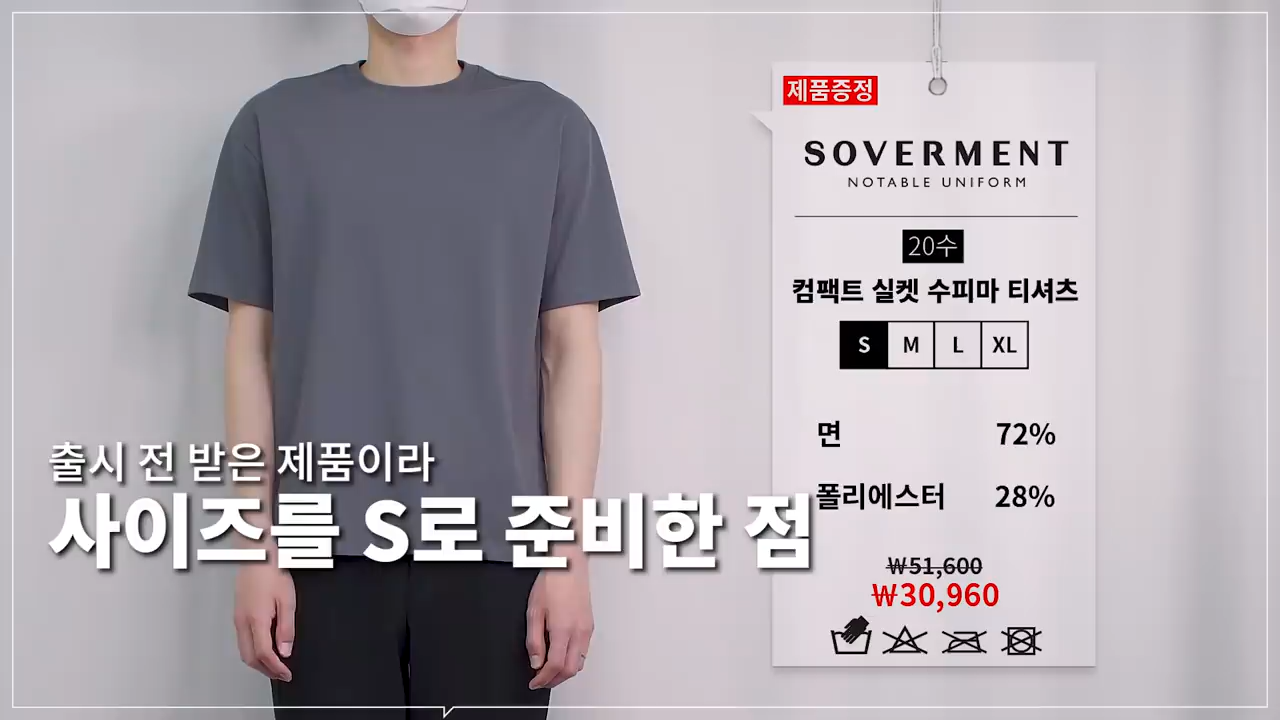 제품증정
SOVERMENT
NOTABLE UNIFORM
20수
컴팩트 실켓 수피마 티셔츠
S M L XL
면 72%
폴리에스터 28%
₩51,600
₩30,960
출시 전 받은 제품이라
사이즈를 S로 준비한 점